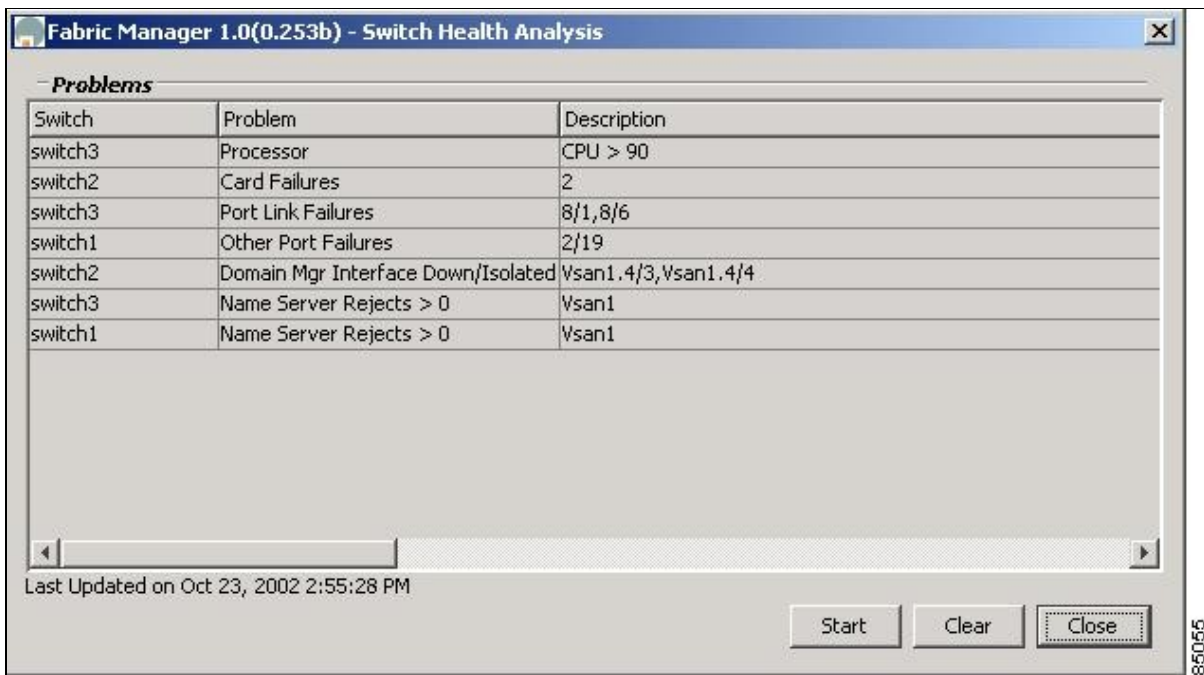 Fabric Manager 1.0(0.253b) - Switch Health Analysis
Problems
Switch Problem Description
switch3 Processor CPU > 90
switch2 Card Failures 2
switch3 Port Link Failures 8/1,8/6
switch1 Other Port Failures 2/19
switch2 Domain Mgr Interface Down/Isolated Vsan1.4/3,Vsan1.4/4
switch3 Name Server Rejects > 0 Vsan1
switch1 Name Server Rejects > 0 Vsan1
Last Updated on Oct 23, 2002 2:55:28 PM
Start Clear Close
85055